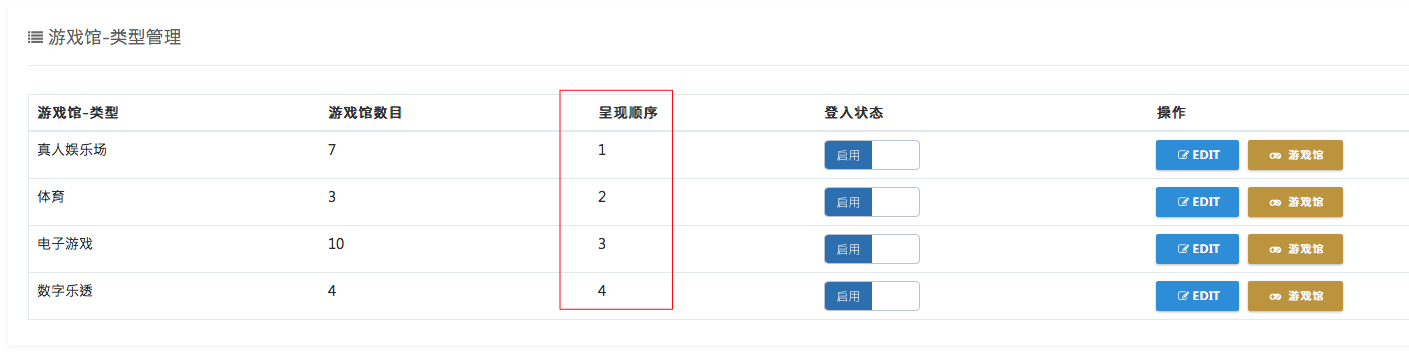 游戏馆-类型管理
游戏馆-类型 游戏馆数目 呈现顺序 登入状态 操作
真人娱乐场 7 1 启用 EDIT 游戏馆
体育 3 2 启用 EDIT 游戏馆
电子游戏 10 3 启用 EDIT 游戏馆
数字乐透 4 4 启用 EDIT 游戏馆